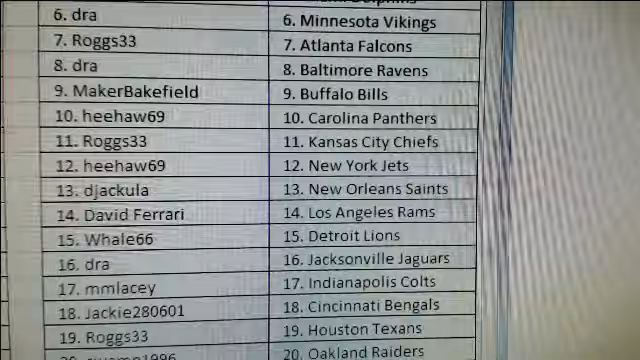 6. dra 6. Minnesota Vikings
7. Roggs33 7. Atlanta Falcons
8. dra 8. Baltimore Ravens
9. MakerBakefield 9. Buffalo Bills
10. heehaw69 10. Carolina Panthers
11. Roggs33 11. Kansas City Chiefs
12. heehaw69 12. New York Jets
13. djackula 13. New Orleans Saints
14. David Ferrari 14. Los Angeles Rams
15. Whale66 15. Detroit Lions
16. dra 16. Jacksonville Jaguars
17. mmlacey 17. Indianapolis Colts
18. Jackie280601 18. Cincinnati Bengals
19. Roggs33 19. Houston Texans
20. 20. Oakland Raiders